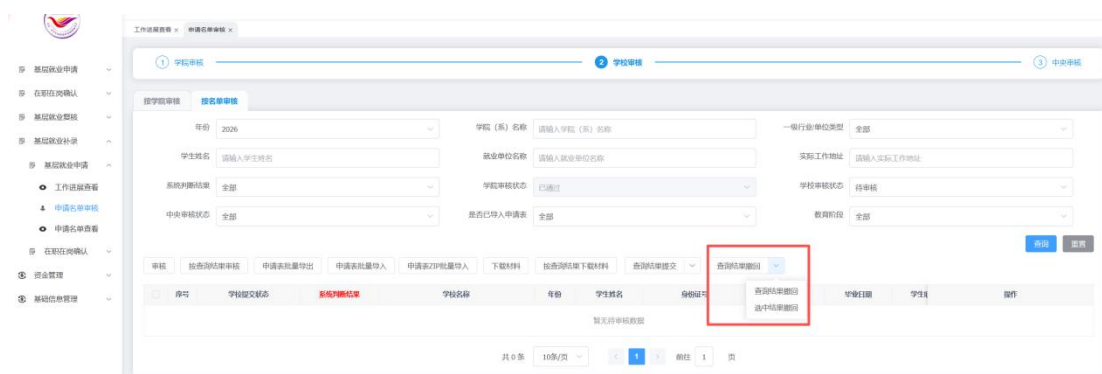 工作进展查看 × 申请名单审核 ×
1 学院审核 2 学校审核 3 中央审核
基层就业申请
在职在岗确认
基层就业暂核
基层就业补录
基层就业申请
工作进展查看
申请名单审核
申请名单查看
在职在岗确认
资金管理
基础信息管理
按学院审核 按名单审核
年份 2026 学院（系）名称 请输入学院（系）名称 一级行业/单位类型 全部
学生姓名 请输入学生姓名 就业单位名称 请输入就业单位名称 实际工作地址 请输入实际工作地址
系统判断结果 全部 学院审核状态 已通过 学校审核状态 待审核
中央审核状态 全部 是否已导入申请表 全部 教育阶段 全部
查询 重置
审核 按查询结果审核 申请表批量导出 申请表批量导入 申请表ZIP批量导入 下载材料 按查询结果下载材料 查询结果提交 查询结果撤回
查询结果撤回
选中结果撤回
序号 学校提交状态 系统判断结果 学校名称 年份 学生姓名 身份证号 毕业日期 学生 操作
暂无待审核数据
共 0 条 10条/页 1 前往 1 页